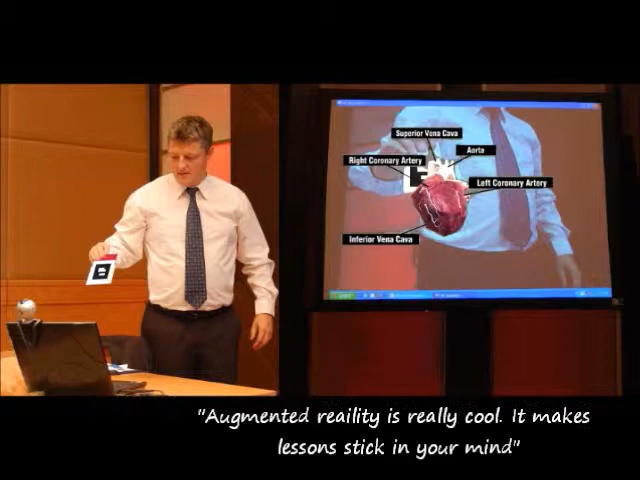 Superior Vena Cava
Aorta
Right Coronary Artery
Left Coronary Artery
Inferior Vena Cava
"Augmented reaility is really cool. It makes
lessons stick in your mind"